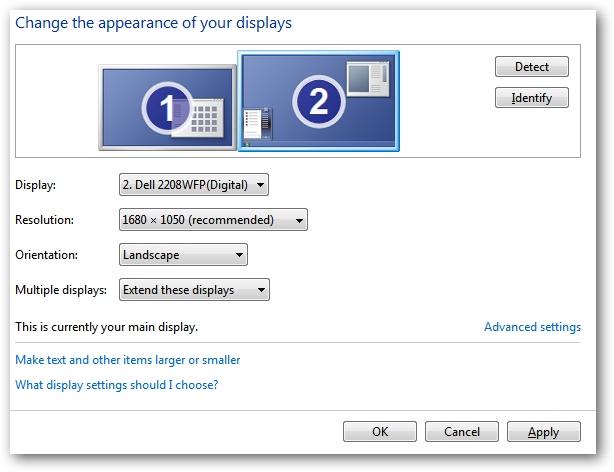 Change the appearance of your displays
1
2
Detect
Identify
Display:
2. Dell 2208WFP(Digital)
Resolution:
1680 × 1050 (recommended)
Orientation:
Landscape
Multiple displays:
Extend these displays
This is currently your main display.
Advanced settings
Make text and other items larger or smaller
What display settings should I choose?
OK
Cancel
Apply